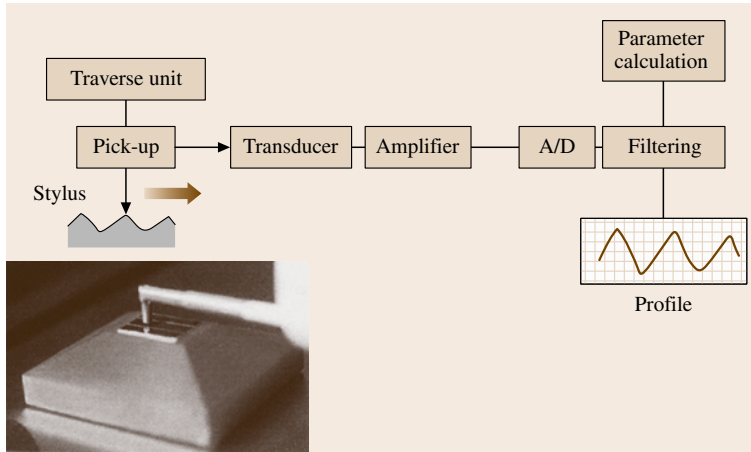 Parameter
calculation
Traverse unit
Pick-up
Transducer
Amplifier
A/D
Filtering
Stylus
Profile